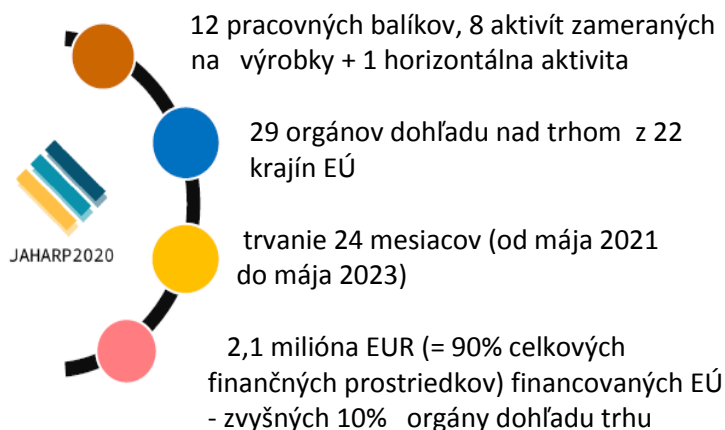 12 pracovných balíkov, 8 aktivít zameraných
na výrobky + 1 horizontálna aktivita
29 orgánov dohľadu nad trhom z 22
krajín EÚ
JAHARP2020
trvanie 24 mesiacov (od mája 2021
do mája 2023)
2,1 milióna EUR (= 90% celkových
finančných prostriedkov) financovaných EÚ
- zvyšných 10% orgány dohľadu trhu